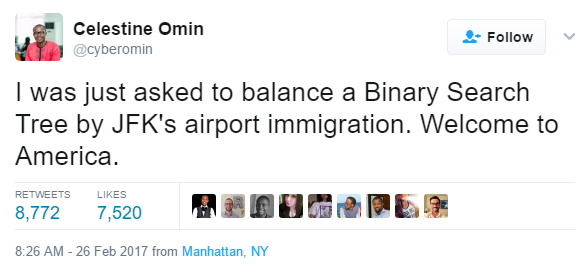 Celestine Omin
@cyberomin
Follow
I was just asked to balance a Binary Search
Tree by JFK's airport immigration. Welcome to
America.
RETWEETS LIKES
8,772 7,520
8:26 AM - 26 Feb 2017 from Manhattan, NY